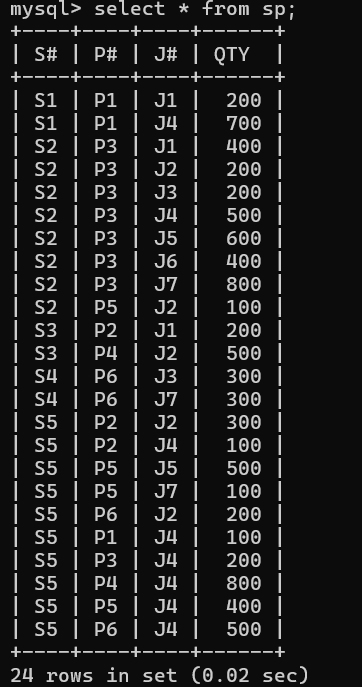 mysql> select * from sp;
+----+----+----+------+
| S# | P# | J# | QTY  |
+----+----+----+------+
| S1 | P1 | J1 |  200 |
| S1 | P1 | J4 |  700 |
| S2 | P3 | J1 |  400 |
| S2 | P3 | J2 |  200 |
| S2 | P3 | J3 |  200 |
| S2 | P3 | J4 |  500 |
| S2 | P3 | J5 |  600 |
| S2 | P3 | J6 |  400 |
| S2 | P3 | J7 |  800 |
| S2 | P5 | J2 |  100 |
| S3 | P2 | J1 |  200 |
| S3 | P4 | J2 |  500 |
| S4 | P6 | J3 |  300 |
| S4 | P6 | J7 |  300 |
| S5 | P2 | J2 |  300 |
| S5 | P2 | J4 |  100 |
| S5 | P5 | J5 |  500 |
| S5 | P5 | J7 |  100 |
| S5 | P6 | J2 |  200 |
| S5 | P1 | J4 |  100 |
| S5 | P3 | J4 |  200 |
| S5 | P4 | J4 |  800 |
| S5 | P5 | J4 |  400 |
| S5 | P6 | J4 |  500 |
+----+----+----+------+
24 rows in set (0.02 sec)